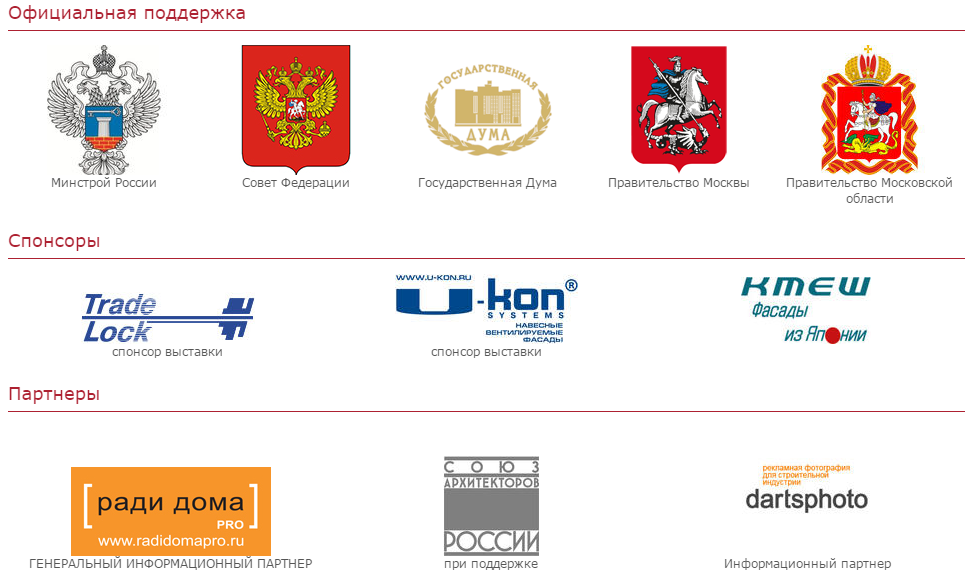 Официальная поддержка
ГОСУДАРСТВЕННАЯ
ДУМА
Минстрой России
Совет Федерации
Государственная Дума
Правительство Москвы
Правительство Московской
области
Спонсоры
Trade
Lock
спонсор выставки
WWW.U-KON.RU
U-kon®
SYSTEMS
НАВЕСНЫЕ
ВЕНТИЛИРУЕМЫЕ
ФАСАДЫ
спонсор выставки
КТЕШ
Фасады
из Японии
Партнеры
[ради дома]
PRO
www.radidomapro.ru
ГЕНЕРАЛЬНЫЙ ИНФОРМАЦИОННЫЙ ПАРТНЕР
СОЮЗ
АРХИТЕКТОРОВ
РОССИИ
при поддержке
рекламная фотография
для строительной
индустрии
dartsphoto
Информационный партнер